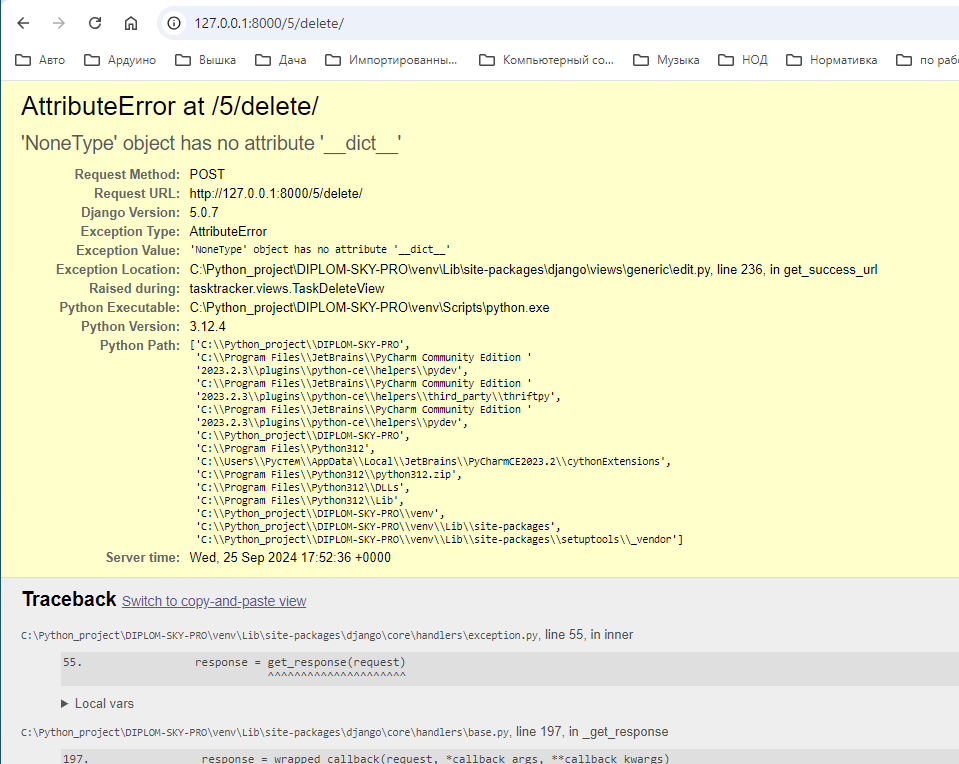 127.0.0.1:8000/5/delete/
Авто Ардуино Вышка Дача Импортированны... Компьютерный со... Музыка НОД Нормативка по раб
AttributeError at /5/delete/
'NoneType' object has no attribute '__dict__'
Request Method: POST
Request URL: http://127.0.0.1:8000/5/delete/
Django Version: 5.0.7
Exception Type: AttributeError
Exception Value: 'NoneType' object has no attribute '__dict__'
Exception Location: C:\Python_project\DIPLOM-SKY-PRO\venv\Lib\site-packages\django\views\generic\edit.py, line 236, in get_success_url
Raised during: tasktracker.views.TaskDeleteView
Python Executable: C:\Python_project\DIPLOM-SKY-PRO\venv\Scripts\python.exe
Python Version: 3.12.4
Python Path: ['C:\\Python_project\\DIPLOM-SKY-PRO',
'C:\\Program Files\\JetBrains\\PyCharm Community Edition '
'2023.2.3\\plugins\\python-ce\\helpers\\pydev',
'C:\\Program Files\\JetBrains\\PyCharm Community Edition '
'2023.2.3\\plugins\\python-ce\\helpers\\third_party\\thriftpy',
'C:\\Program Files\\JetBrains\\PyCharm Community Edition '
'2023.2.3\\plugins\\python-ce\\helpers\\pydev',
'C:\\Python_project\\DIPLOM-SKY-PRO',
'C:\\Program Files\\Python312',
'C:\\Users\\Рустем\\AppData\\Local\\JetBrains\\PyCharmCE2023.2\\cythonExtensions',
'C:\\Program Files\\Python312\\python312.zip',
'C:\\Program Files\\Python312\\DLLs',
'C:\\Program Files\\Python312\\Lib',
'C:\\Python_project\\DIPLOM-SKY-PRO\\venv',
'C:\\Python_project\\DIPLOM-SKY-PRO\\venv\\Lib\\site-packages',
'C:\\Python_project\\DIPLOM-SKY-PRO\\venv\\Lib\\site-packages\\setuptools\\_vendor']
Server time: Wed, 25 Sep 2024 17:52:36 +0000
Traceback Switch to copy-and-paste view
C:\Python_project\DIPLOM-SKY-PRO\venv\Lib\site-packages\django\core\handlers\exception.py, line 55, in inner
55. response = get_response(request)
^^^^^^^^^^^^^^^^^^^^^
Local vars
C:\Python_project\DIPLOM-SKY-PRO\venv\Lib\site-packages\django\core\handlers\base.py, line 197, in _get_response
197. response = wrapped_callback(request, *callback_args, **callback_kwargs)